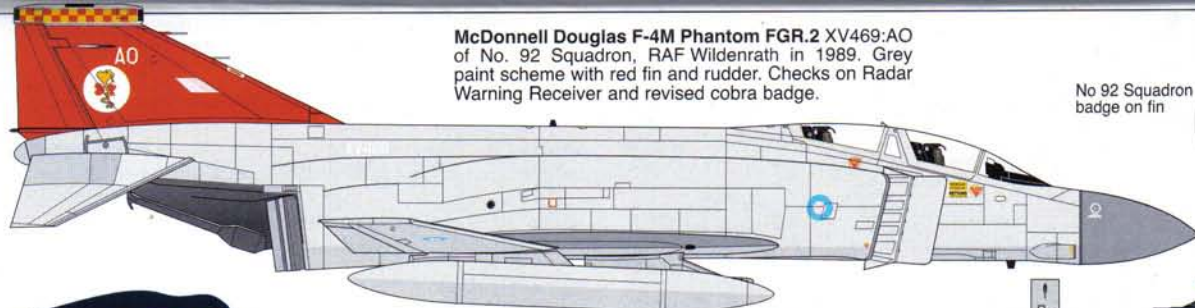 McDonnell Douglas F-4M Phantom FGR.2 XV469:AO
of No. 92 Squadron, RAF Wildenrath in 1989. Grey
paint scheme with red fin and rudder. Checks on Radar
Warning Receiver and revised cobra badge.
No 92 Squadron
badge on fin
AO